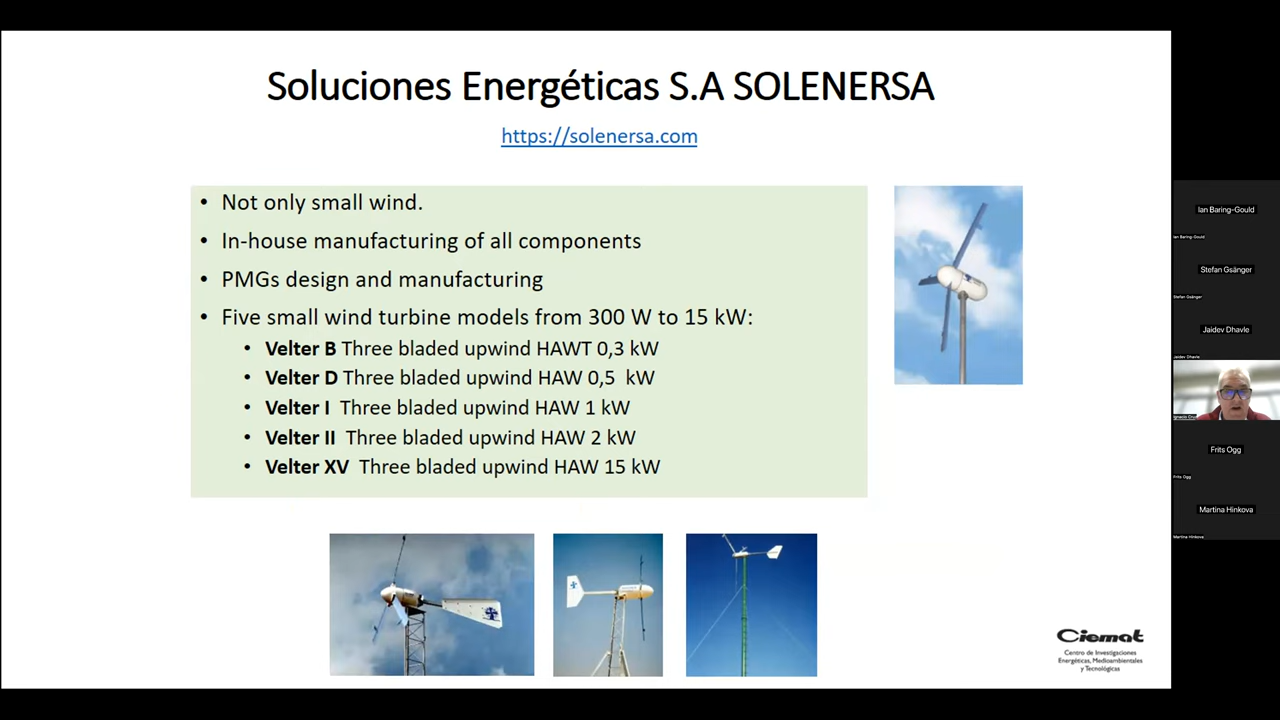 Soluciones Energéticas S.A SOLENERSA
https://solenersa.com
• Not only small wind.
• In-house manufacturing of all components
• PMGs design and manufacturing
• Five small wind turbine models from 300 W to 15 kW:
• Velter B Three bladed upwind HAWT 0,3 kW
• Velter D Three bladed upwind HAW 0,5 kW
• Velter I Three bladed upwind HAW 1 kW
• Velter II Three bladed upwind HAW 2 kW
• Velter XV Three bladed upwind HAW 15 kW
Ciemat
Centro de Investigaciones
Energéticas, Medioambientales
y Tecnológicas
Ian Baring-Gould
Ian Baring-Gould
Stefan Gsänger
Stefan Gsänger
Jaidev Dhavle
Jaidev Dhavle
Ignacio Cruz
Frits Ogg
Frits Ogg
Martina Hinkova
Martina Hinkova